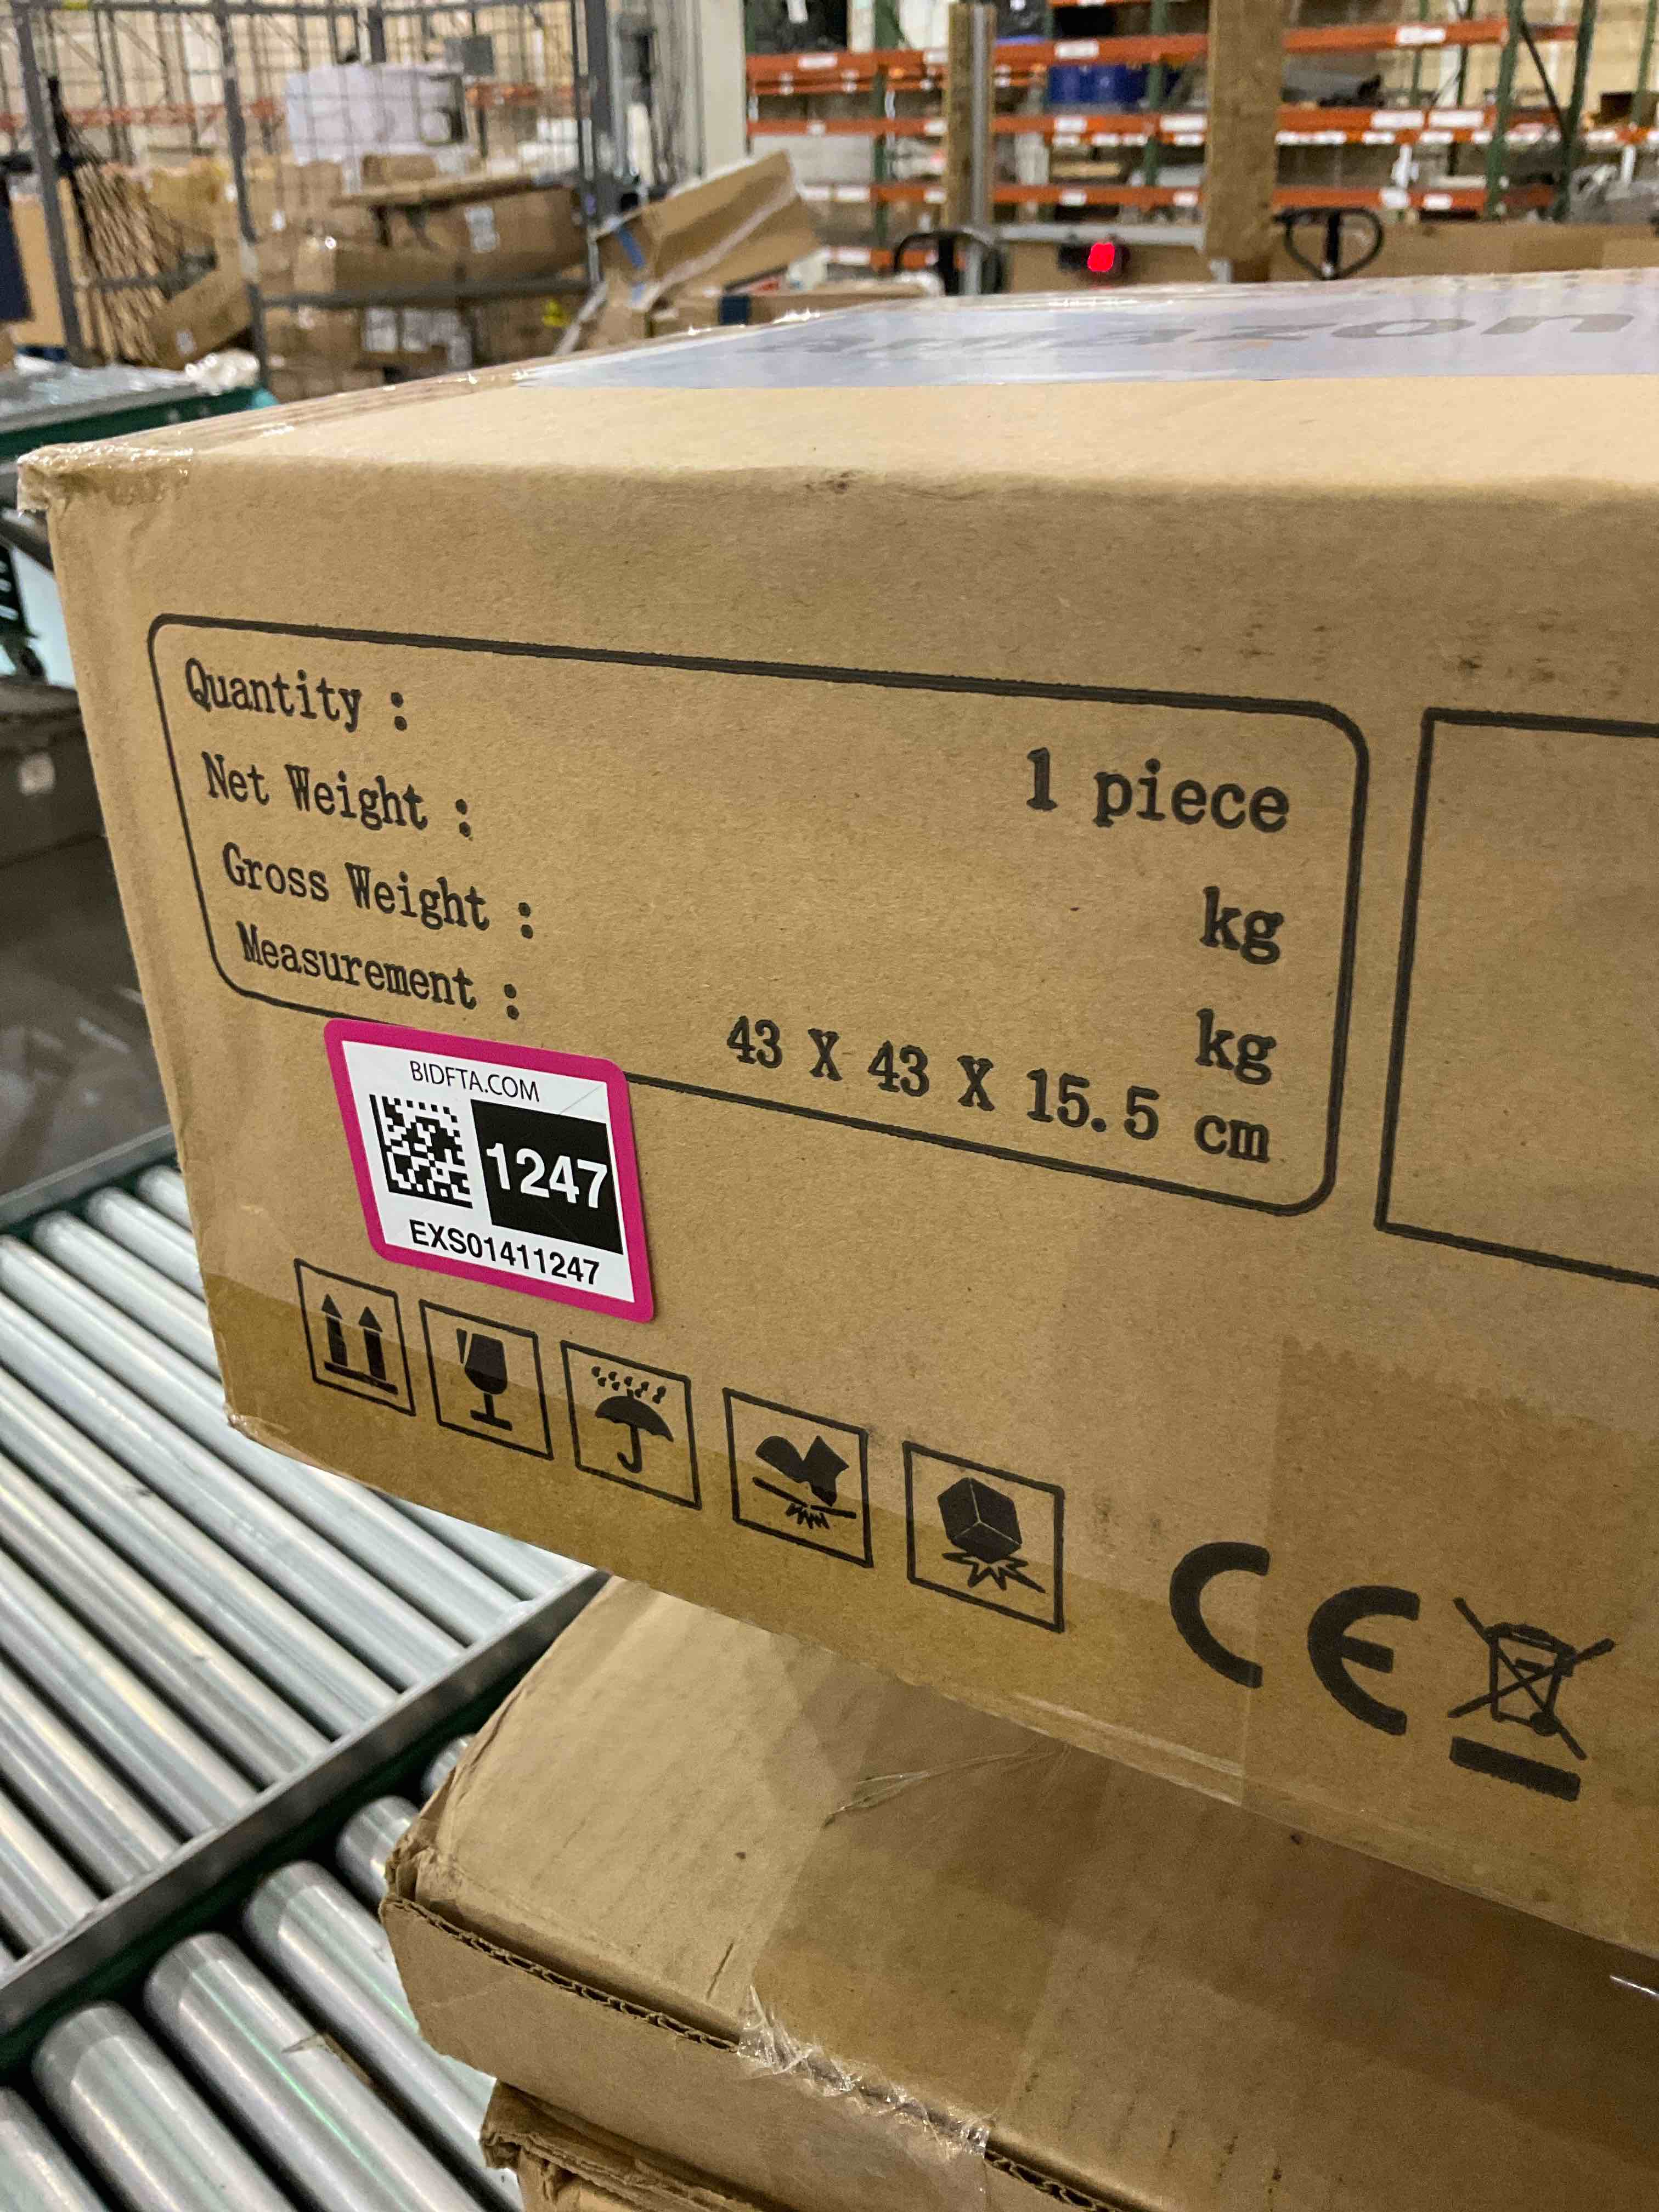 amazon
Quantity :
1 piece
Net Weight :
kg
Gross Weight :
kg
Measurement :
43 X 43 X 15.5 cm
BIDFTA.COM
1247
EXS01411247
CE